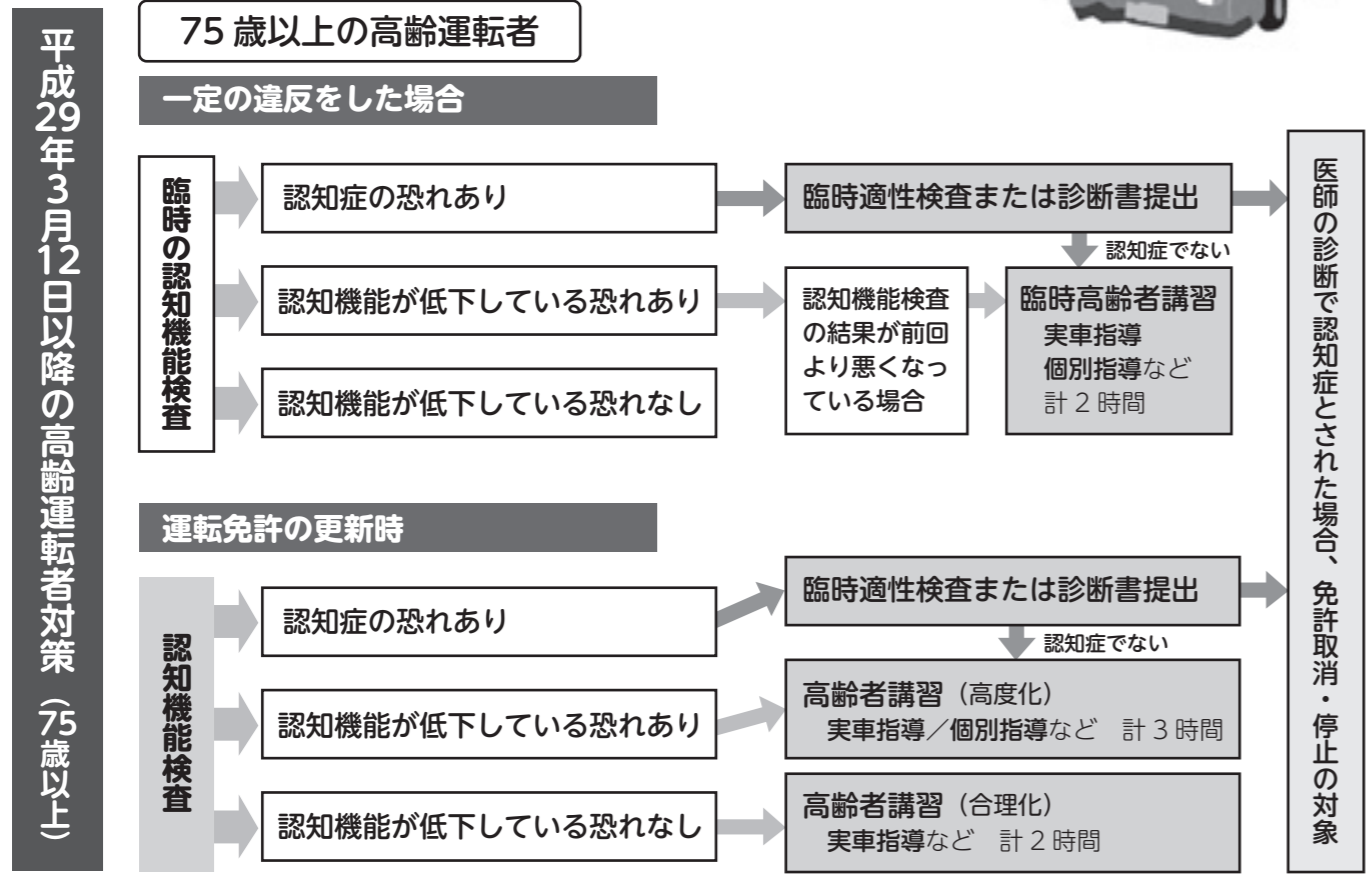 平成29年3月12日以降の高齢運転者対策（75歳以上）
75歳以上の高齢運転者
一定の違反をした場合
臨時の認知機能検査
認知症の恐れあり
臨時適性検査または診断書提出
認知症でない
認知機能が低下している恐れあり
認知機能検査
の結果が前回
より悪くなっ
ている場合
臨時高齢者講習
実車指導
個別指導など
計2時間
認知機能が低下している恐れなし
運転免許の更新時
認知機能検査
認知症の恐れあり
臨時適性検査または診断書提出
認知症でない
認知機能が低下している恐れあり
高齢者講習（高度化）
実車指導／個別指導など　計3時間
認知機能が低下している恐れなし
高齢者講習（合理化）
実車指導など　計2時間
医師の診断で認知症とされた場合、免許取消・停止の対象